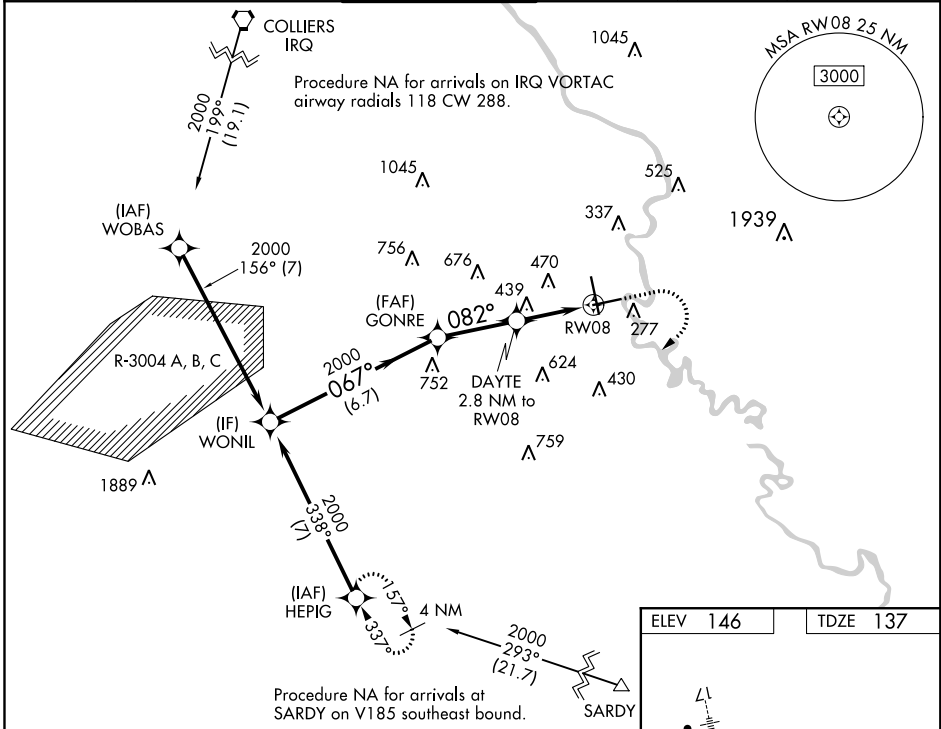 COLLIERS
IRQ
1045
MSA RW08 25 NM
3000
Procedure NA for arrivals on IRQ VORTAC
airway radials 118 CW 288.
2000
199°
(19.1)
1045
525
337
1939
(IAF)
WOBAS
2000
156° (7)
756
676
470
439
(FAF)
GONRE
082°
RW08
277
R-3004 A, B, C
2000
067°
(6.7)
752
DAYTE
2.8 NM to
RW08
624
430
(IF)
WONIL
759
1889
2000
338°
(7)
(IAF)
HEPIG
157°
337°
4 NM
2000
293°
(21.7)
SARDY
Procedure NA for arrivals at
SARDY on V185 southeast bound.
ELEV 146
TDZE 137
17